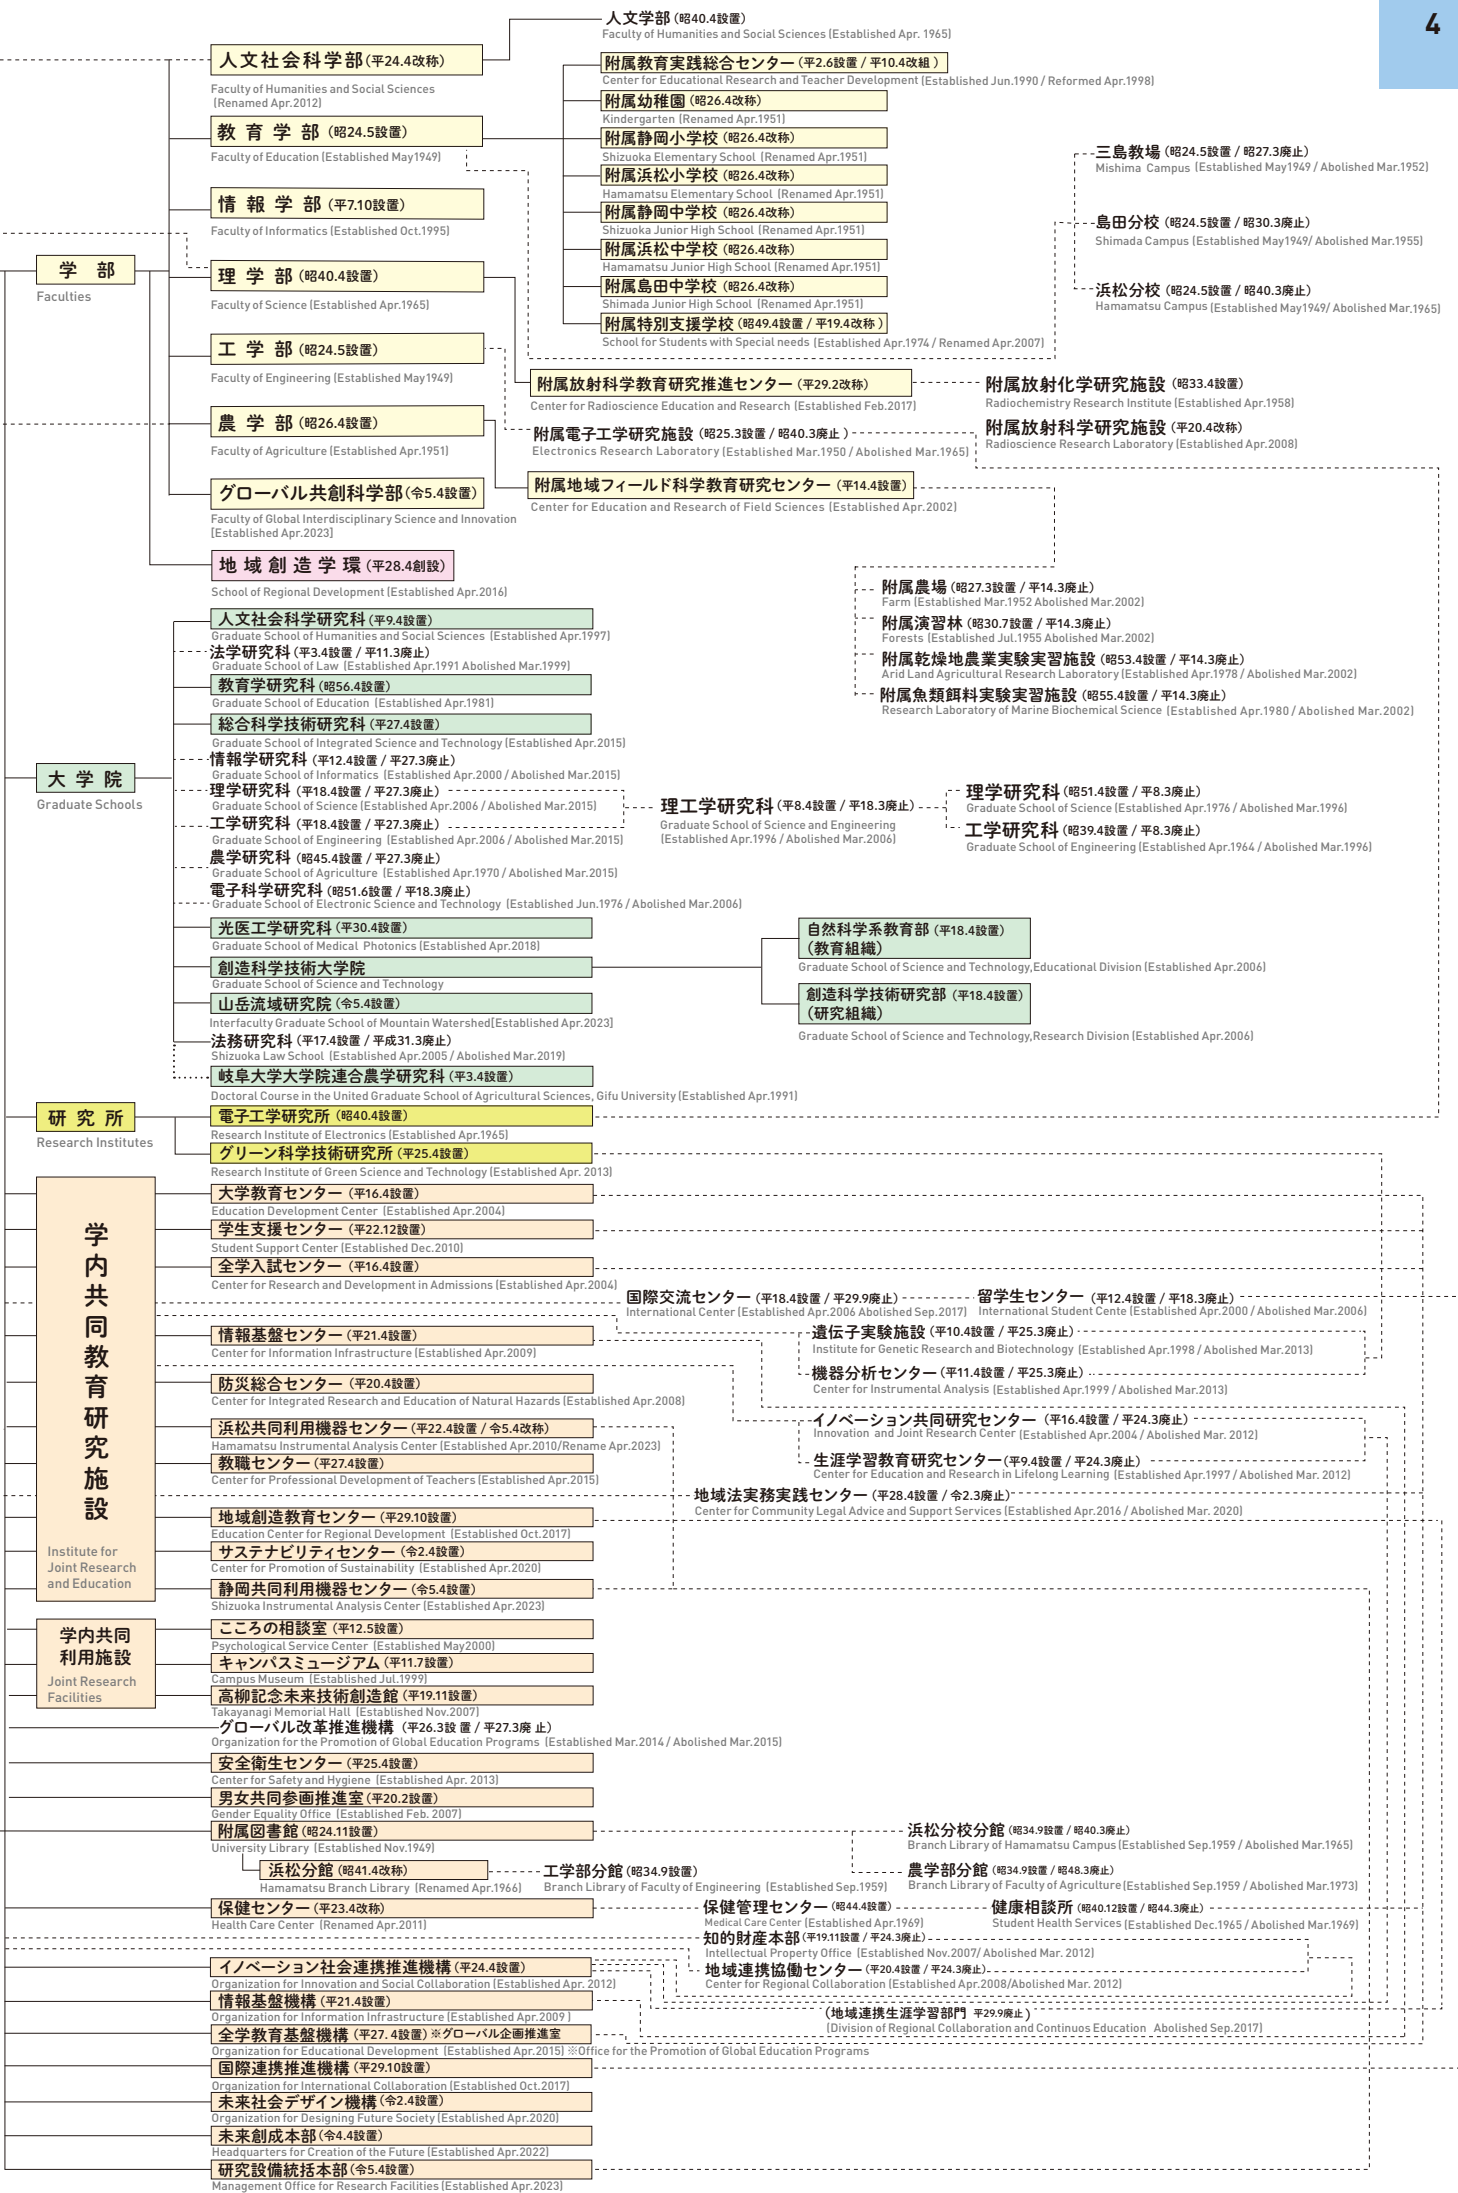 4
人文学部(昭40.4設置)
Faculty of Humanities and Social Sciences (Established Apr. 1965)
人文社会科学部(平24.4改称)
Faculty of Humanities and Social Sciences
(Renamed Apr.2012)
附属教育実践総合センター(平2.6設置 / 平10.4改組 )
Center for Educational Research and Teacher Development (Established Jun.1990 / Reformed Apr.1998)
附属幼稚園(昭26.4改称)
Kindergarten (Renamed Apr.1951)
教育学部(昭24.5設置)
Faculty of Education (Established May1949)
附属静岡小学校(昭26.4改称)
Shizuoka Elementary School (Renamed Apr.1951)
附属浜松小学校(昭26.4改称)
Hamamatsu Elementary School (Renamed Apr.1951)
附属静岡中学校(昭26.4改称)
Shizuoka Junior High School (Renamed Apr.1951)
附属浜松中学校(昭26.4改称)
Hamamatsu Junior High School (Renamed Apr.1951)
附属島田中学校(昭26.4改称)
Shimada Junior High School (Renamed Apr.1951)
附属特別支援学校(昭49.4設置 / 平19.4改称 )
School for Students with Special needs (Established Apr.1974 / Renamed Apr.2007)
三島教場(昭24.5設置 / 昭27.3廃止)
Mishima Campus (Established May1949 / Abolished Mar.1952)
島田分校(昭24.5設置 / 昭30.3廃止)
Shimada Campus (Established May1949/ Abolished Mar.1955)
浜松分校(昭24.5設置 / 昭40.3廃止)
Hamamatsu Campus (Established May1949/ Abolished Mar.1965)
情報学部(平7.10設置)
Faculty of Informatics (Established Oct.1995)
学部
Faculties
理学部(昭40.4設置)
Faculty of Science (Established Apr.1965)
工学部(昭24.5設置)
Faculty of Engineering (Established May1949)
附属放射科学教育研究推進センター(平29.2改称)
Center for Radioscience Education and Research (Established Feb.2017)
附属放射化学研究施設(昭33.4設置)
Radiochemistry Research Institute (Established Apr.1958)
附属放射科学研究施設(平20.4改称)
Radioscience Research Laboratory (Established Apr.2008)
附属電子工学研究施設(昭25.3設置 / 昭40.3廃止 )
Electronics Research Laboratory (Established Mar.1950 / Abolished Mar.1965)
農学部(昭26.4設置)
Faculty of Agriculture (Established Apr.1951)
附属地域フィールド科学教育研究センター(平14.4設置)
Center for Education and Research of Field Sciences (Established Apr.2002)
グローバル共創科学部(令5.4設置)
Faculty of Global Interdisciplinary Science and Innovation
[Established Apr.2023]
地域創造学環(平28.4創設)
School of Regional Development (Established Apr.2016)
附属農場(昭27.3設置 / 平14.3廃止)
Farm (Established Mar.1952 Abolished Mar.2002)
附属演習林(昭30.7設置 / 平14.3廃止)
Forests (Established Jul.1955 Abolished Mar.2002)
附属乾燥地農業実験実習施設(昭53.4設置 / 平14.3廃止)
Arid Land Agricultural Research Laboratory (Established Apr.1978 / Abolished Mar.2002)
附属魚類餌料実験実習施設(昭55.4設置 / 平14.3廃止)
Research Laboratory of Marine Biochemical Science (Established Apr.1980 / Abolished Mar.2002)
人文社会科学研究科(平9.4設置)
Graduate School of Humanities and Social Sciences (Established Apr.1997)
法学研究科(平3.4設置 / 平11.3廃止)
Graduate School of Law (Established Apr.1991 Abolished Mar.1999)
教育学研究科(昭56.4設置)
Graduate School of Education (Established Apr.1981)
総合科学技術研究科(平27.4設置)
Graduate School of Integrated Science and Technology (Established Apr.2015)
大学院
Graduate Schools
情報学研究科(平12.4設置 / 平27.3廃止)
Graduate School of Informatics (Established Apr.2000 / Abolished Mar.2015)
理学研究科(平18.4設置 / 平27.3廃止)
Graduate School of Science (Established Apr.2006 / Abolished Mar.2015)
工学研究科(平18.4設置 / 平27.3廃止)
Graduate School of Engineering (Established Apr.2006 / Abolished Mar.2015)
理工学研究科(平8.4設置 / 平18.3廃止)
Graduate School of Science and Engineering
(Established Apr.1996 / Abolished Mar.2006)
理学研究科(昭51.4設置 / 平8.3廃止)
Graduate School of Science (Established Apr.1976 / Abolished Mar.1996)
工学研究科(昭39.4設置 / 平8.3廃止)
Graduate School of Engineering (Established Apr.1964 / Abolished Mar.1996)
農学研究科(昭45.4設置 / 平27.3廃止)
Graduate School of Agriculture (Established Apr.1970 / Abolished Mar.2015)
電子科学研究科(昭51.6設置 / 平18.3廃止)
Graduate School of Electronic Science and Technology (Established Jun.1976 / Abolished Mar.2006)
光医工学研究科(平30.4設置)
Graduate School of Medical Photonics (Established Apr.2018)
創造科学技術大学院
Graduate School of Science and Technology
自然科学系教育部(平18.4設置)
(教育組織)
Graduate School of Science and Technology,Educational Division (Established Apr.2006)
創造科学技術研究部(平18.4設置)
(研究組織)
Graduate School of Science and Technology,Research Division (Established Apr.2006)
山岳流域研究院(令5.4設置)
Interfaculty Graduate School of Mountain Watershed[Established Apr.2023]
法務研究科(平17.4設置 / 平成31.3廃止)
Shizuoka Law School (Established Apr.2005 / Abolished Mar.2019)
岐阜大学大学院連合農学研究科(平3.4設置)
Doctoral Course in the United Graduate School of Agricultural Sciences, Gifu University (Established Apr.1991)
研究所
Research Institutes
電子工学研究所(昭40.4設置)
Research Institute of Electronics (Established Apr.1965)
グリーン科学技術研究所(平25.4設置)
Research Institute of Green Science and Technology (Established Apr. 2013)
学内共同教育研究施設
Institute for
Joint Research
and Education
大学教育センター(平16.4設置)
Education Development Center (Established Apr.2004)
学生支援センター(平22.12設置)
Student Support Center (Established Dec.2010)
全学入試センター(平16.4設置)
Center for Research and Development in Admissions (Established Apr.2004)
国際交流センター(平18.4設置 / 平29.9廃止)
International Center (Established Apr.2006 Abolished Sep.2017)
留学生センター(平12.4設置 / 平18.3廃止)
International Student Cente (Established Apr.2000 / Abolished Mar.2006)
情報基盤センター(平21.4設置)
Center for Information Infrastructure (Established Apr.2009)
遺伝子実験施設(平10.4設置 / 平25.3廃止)
Institute for Genetic Research and Biotechnology (Established Apr.1998 / Abolished Mar.2013)
機器分析センター(平11.4設置 / 平25.3廃止)
Center for Instrumental Analysis (Established Apr.1999 / Abolished Mar.2013)
防災総合センター(平20.4設置)
Center for Integrated Research and Education of Natural Hazards (Established Apr.2008)
浜松共同利用機器センター(平22.4設置 / 令5.4改称)
Hamamatsu Instrumental Analysis Center (Established Apr.2010/Rename Apr.2023)
イノベーション共同研究センター(平16.4設置 / 平24.3廃止)
Innovation and Joint Research Center (Established Apr.2004 / Abolished Mar. 2012)
教職センター(平27.4設置)
Center for Professional Development of Teachers (Established Apr.2015)
生涯学習教育研究センター(平9.4設置 / 平24.3廃止)
Center for Education and Research in Lifelong Learning (Established Apr.1997 / Abolished Mar. 2012)
地域法実務実践センター(平28.4設置 / 令2.3廃止)
Center for Community Legal Advice and Support Services (Established Apr.2016 / Abolished Mar. 2020)
地域創造教育センター(平29.10設置)
Education Center for Regional Development (Established Oct.2017)
サステナビリティセンター(令2.4設置)
Center for Promotion of Sustainability (Established Apr.2020)
静岡共同利用機器センター(令5.4設置)
Shizuoka Instrumental Analysis Center (Established Apr.2023)
学内共同
利用施設
Joint Research
Facilities
こころの相談室(平12.5設置)
Psychological Service Center (Established May2000)
キャンパスミュージアム(平11.7設置)
Campus Museum (Established Jul.1999)
高柳記念未来技術創造館(平19.11設置)
Takayanagi Memorial Hall (Established Nov.2007)
グローバル改革推進機構(平26.3設 置 / 平27.3廃 止)
Organization for the Promotion of Global Education Programs (Established Mar.2014 / Abolished Mar.2015)
安全衛生センター(平25.4設置)
Center for Safety and Hygiene (Established Apr. 2013)
男女共同参画推進室(平20.2設置)
Gender Equality Office (Established Feb. 2007)
附属図書館(昭24.11設置)
University Library (Established Nov.1949)
浜松分校分館(昭34.9設置 / 昭40.3廃止)
Branch Library of Hamamatsu Campus (Established Sep.1959 / Abolished Mar.1965)
浜松分館(昭41.4改称)
Hamamatsu Branch Library (Renamed Apr.1966)
工学部分館(昭34.9設置)
Branch Library of Faculty of Engineering (Established Sep.1959)
農学部分館(昭34.9設置 / 昭48.3廃止)
Branch Library of Faculty of Agriculture (Established Sep.1959 / Abolished Mar.1973)
保健センター(平23.4改称)
Health Care Center (Renamed Apr.2011)
保健管理センター(昭44.4設置)
Medical Care Center (Established Apr.1969)
健康相談所(昭40.12設置 / 昭44.3廃止)
Student Health Services (Established Dec.1965 / Abolished Mar.1969)
知的財産本部(平19.11設置 / 平24.3廃止)
Intellectual Property Office (Established Nov.2007/ Abolished Mar. 2012)
イノベーション社会連携推進機構(平24.4設置)
Organization for Innovation and Social Collaboration (Established Apr. 2012)
地域連携協働センター(平20.4設置 / 平24.3廃止)
Center for Regional Collaboration (Established Apr.2008/Abolished Mar. 2012)
情報基盤機構(平21.4設置)
Organization for Information Infrastructure (Established Apr.2009 )
(地域連携生涯学習部門 平29.9廃止)
(Division of Regional Collaboration and Continuos Education Abolished Sep.2017)
全学教育基盤機構(平27. 4設置)※グローバル企画推進室
Organization for Educational Development (Established Apr.2015) ※Office for the Promotion of Global Education Programs
国際連携推進機構(平29.10設置)
Organization for International Collaboration (Established Oct.2017)
未来社会デザイン機構(令2.4設置)
Organization for Designing Future Society (Established Apr.2020)
未来創成本部(令4.4設置)
Headquarters for Creation of the Future (Established Apr.2022)
研究設備統括本部(令5.4設置)
Management Office for Research Facilities (Established Apr.2023)